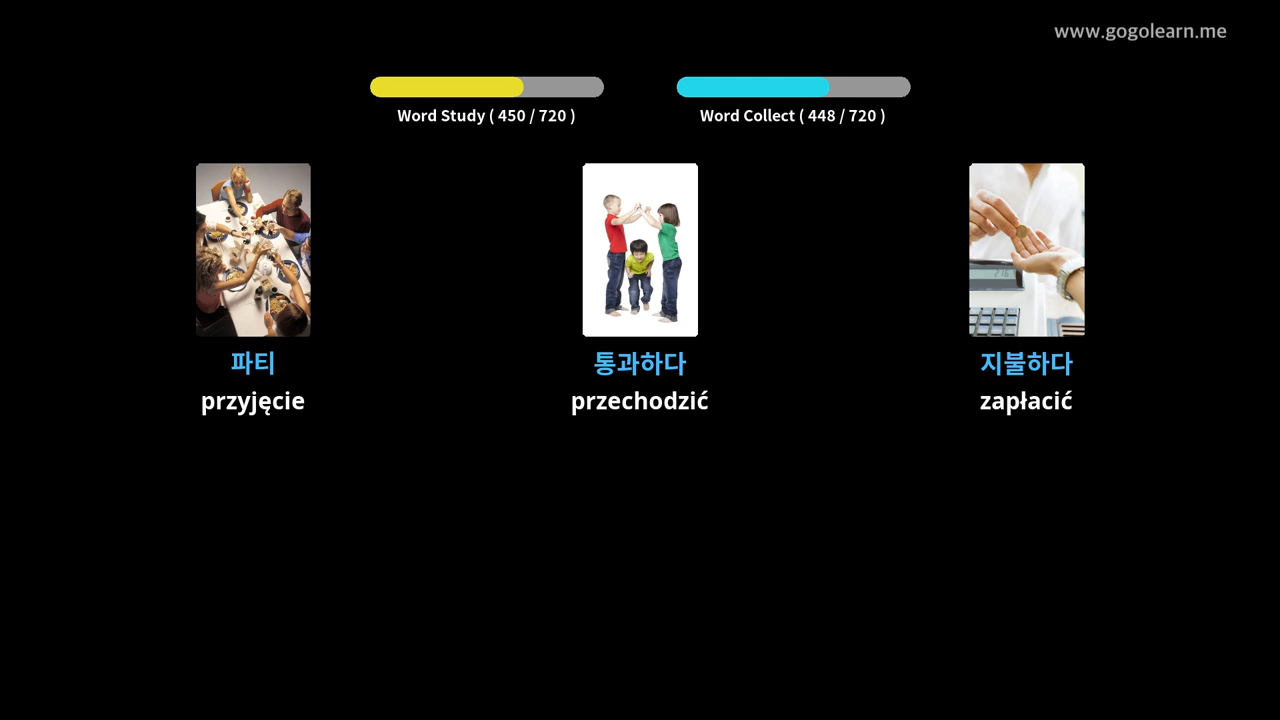 www.gogolearn.me
Word Study ( 450 / 720 )
Word Collect ( 448 / 720 )
파티
przyjęcie
통과하다
przechodzić
지불하다
zapłacić